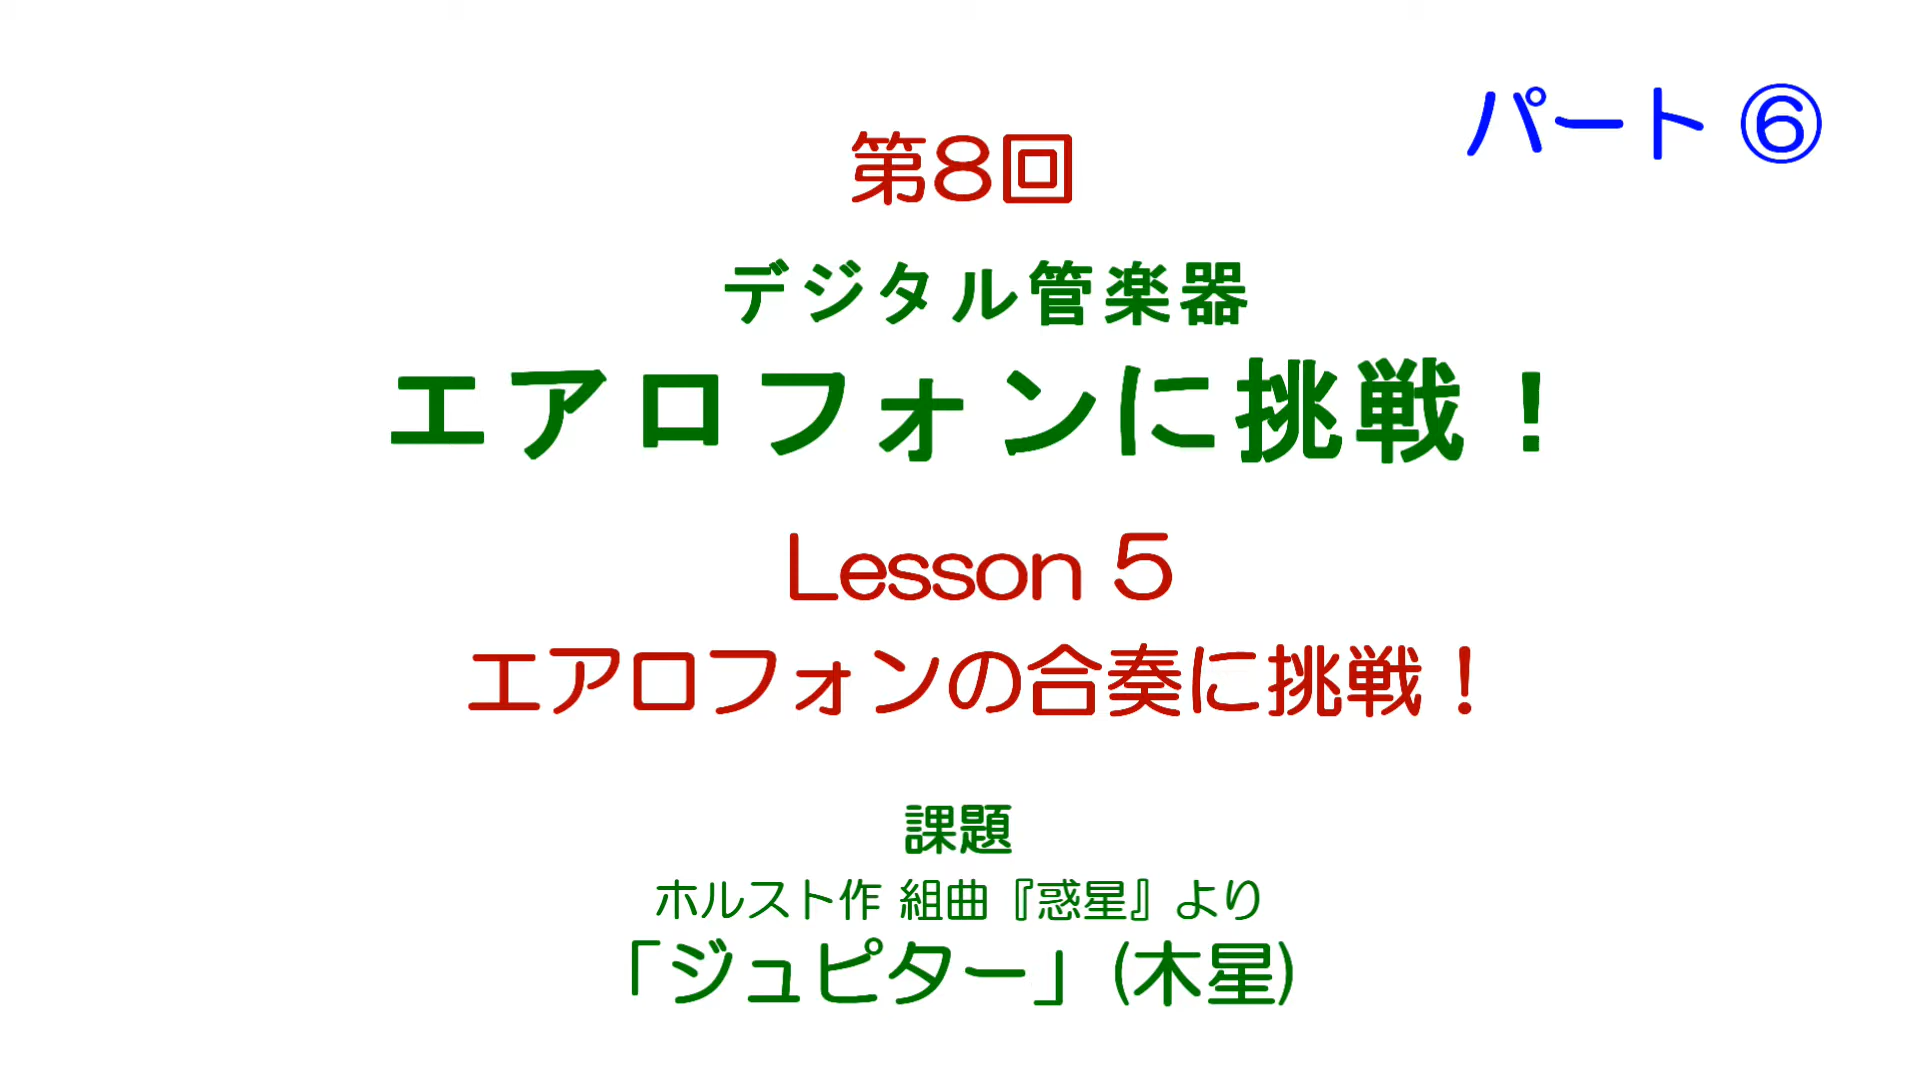 パート ⑥
第8回
デジタル管楽器
エアロフォンに挑戦！
Lesson 5
エアロフォンの合奏に挑戦！
課題
ホルスト作 組曲『惑星』より
「ジュピター」(木星)